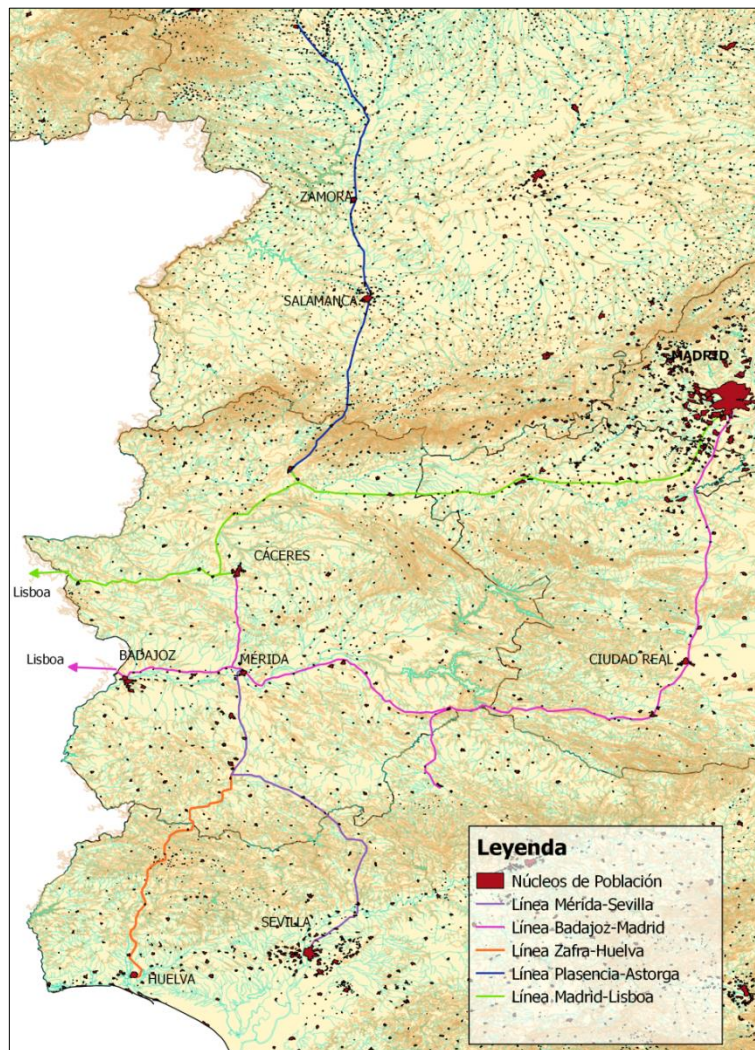 ZAMORA
SALAMANCA
MADRID
CÁCERES
Lisboa
BADAJOZ
Lisboa
MÉRIDA
CIUDAD REAL
SEVILLA
HUELVA
Leyenda
Núcleos de Población
Línea Mérida-Sevilla
Línea Badajoz-Madrid
Línea Zafra-Huelva
Línea Plasencia-Astorga
Línea Madrid-Lisboa